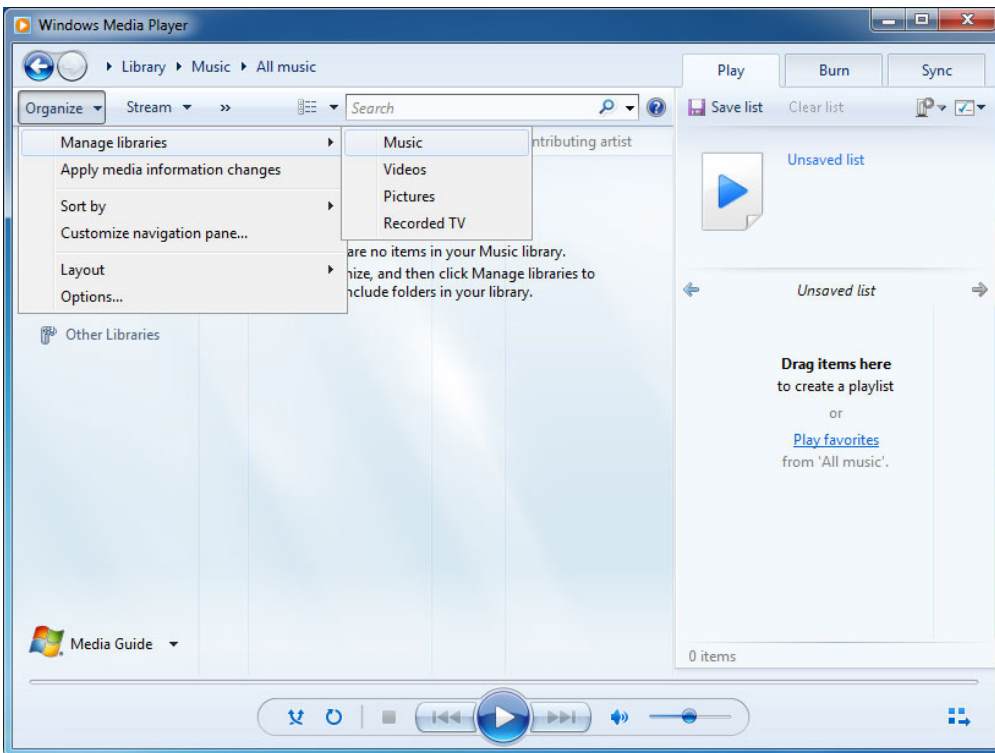 Windows Media Player
Library Music All music
Play Burn Sync
Organize Stream » Search
Save list Clear list
Manage libraries
Apply media information changes
Sort by
Customize navigation pane...
Layout
Options...
Music
Videos
Pictures
Recorded TV
ntributing artist
are no items in your Music library.
nize, and then click Manage libraries to
nclude folders in your library.
Other Libraries
Media Guide
Unsaved list
Unsaved list
Drag items here
to create a playlist
or
Play favorites
from 'All music'.
0 items